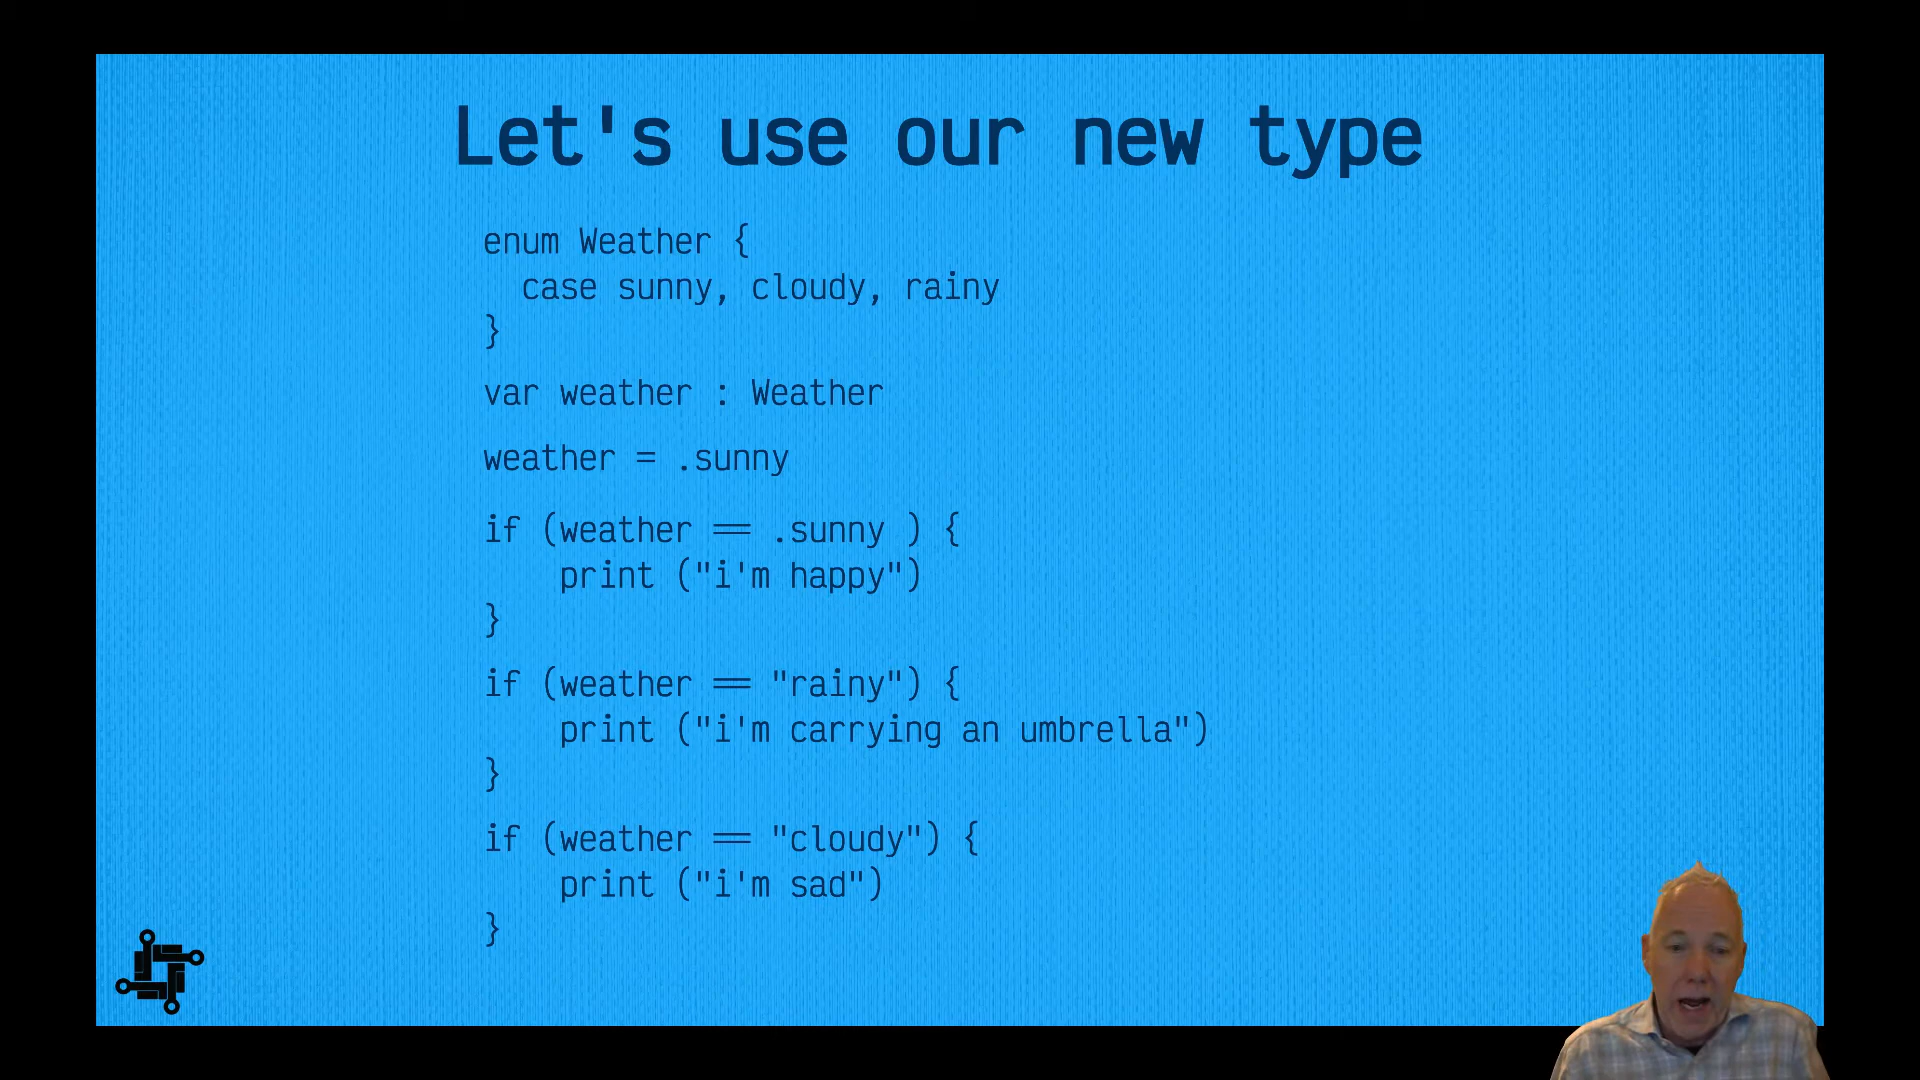 Let's use our new type
enum Weather {
  case sunny, cloudy, rainy
}
var weather : Weather
weather = .sunny
if (weather == .sunny ) {
    print ("i'm happy")
}
if (weather == "rainy") {
    print ("i'm carrying an umbrella")
}
if (weather == "cloudy") {
    print ("i'm sad")
}